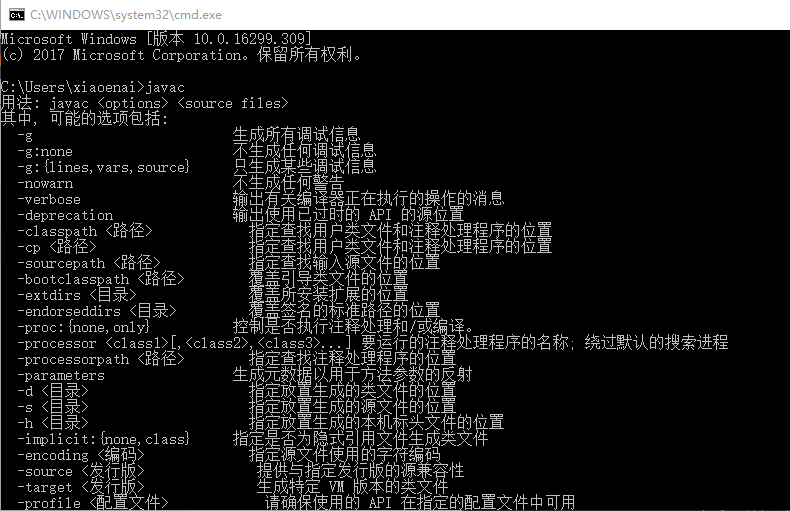 C:\WINDOWS\system32\cmd.exe
Microsoft Windows [版本 10.0.16299.309]
(c) 2017 Microsoft Corporation。保留所有权利。
C:\Users\xiaoenai>javac
用法: javac <options> <source files>
其中, 可能的选项包括:
-g 生成所有调试信息
-g:none 不生成任何调试信息
-g:{lines,vars,source} 只生成某些调试信息
-nowarn 不生成任何警告
-verbose 输出有关编译器正在执行的操作的消息
-deprecation 输出使用已过时的 API 的源位置
-classpath <路径> 指定查找用户类文件和注释处理程序的位置
-cp <路径> 指定查找用户类文件和注释处理程序的位置
-sourcepath <路径> 指定查找输入源文件的位置
-bootclasspath <路径> 覆盖引导类文件的位置
-extdirs <目录> 覆盖所安装扩展的位置
-endorseddirs <目录> 覆盖签名的标准路径的位置
-proc:{none,only} 控制是否执行注释处理和/或编译。
-processor <class1>[,<class2>,<class3>...] 要运行的注释处理程序的名称; 绕过默认的搜索进程
-processorpath <路径> 指定查找注释处理程序的位置
-parameters 生成元数据以用于方法参数的反射
-d <目录> 指定放置生成的类文件的位置
-s <目录> 指定放置生成的源文件的位置
-h <目录> 指定放置生成的本机标头文件的位置
-implicit:{none,class} 指定是否为隐式引用文件生成类文件
-encoding <编码> 指定源文件使用的字符编码
-source <发行版> 提供与指定发行版的源兼容性
-target <发行版> 生成特定 VM 版本的类文件
-profile <配置文件> 请确保使用的 API 在指定的配置文件中可用